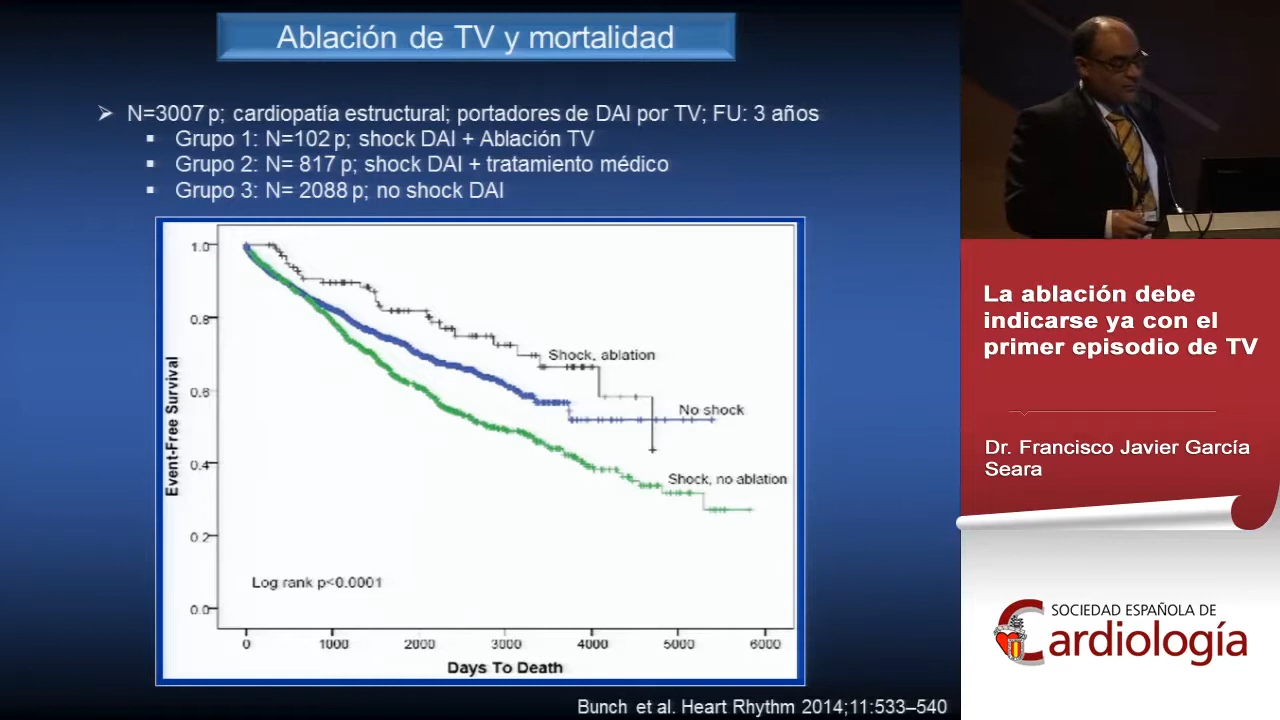 Ablación de TV y mortalidad
N=3007 p; cardiopatía estructural; portadores de DAI por TV; FU: 3 años
Grupo 1: N=102 p; shock DAI + Ablación TV
Grupo 2: N= 817 p; shock DAI + tratamiento médico
Grupo 3: N= 2088 p; no shock DAI
Event-Free Survival
1.0
0.8
0.6
0.4
0.2
0.0
Shock, ablation
No shock
Shock, no ablation
Log rank p<0.0001
0 1000 2000 3000 4000 5000 6000
Days To Death
Bunch et al. Heart Rhythm 2014;11:533–540
La ablación debe
indicarse ya con el
primer episodio de TV
Dr. Francisco Javier García
Seara
SOCIEDAD ESPAÑOLA DE
Cardiología